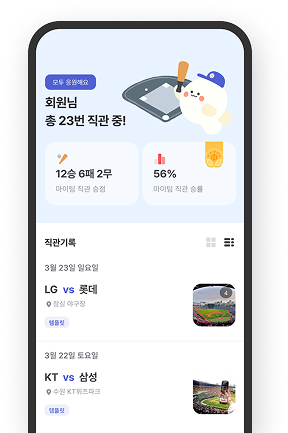 모두 응원해요
회원님
총 23번 직관 중!
12승 6패 2무
마이팀 직관 승점
56%
마이팀 직관 승률
직관기록
3월 23일 일요일
LG vs 롯데
잠심 야구장
4
템플릿
3월 22일 토요일
KT vs 삼성
수원 KT위즈파크
템플릿